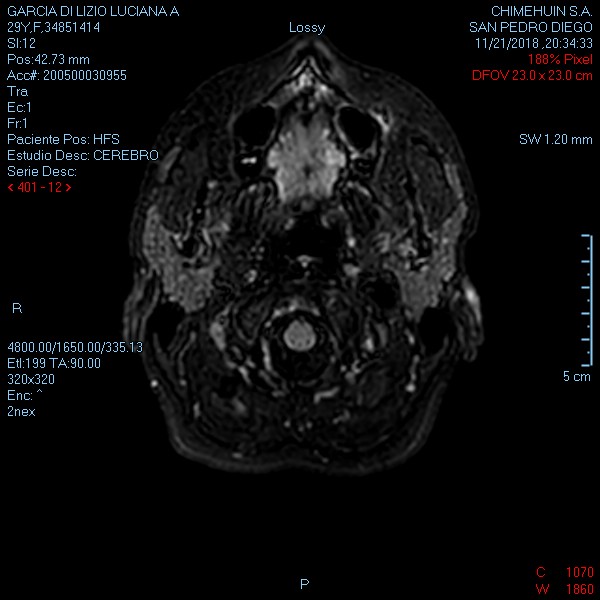 GARCIA DI LIZIO LUCIANA A
29Y,F,34851414
Sl:12
Pos:42.73 mm
Acc#: 200500030955
Tra
Ec:1
Fr:1
Paciente Pos: HFS
Estudio Desc: CEREBRO
Serie Desc:
< 401 - 12 >
Lossy
CHIMEHUIN S.A.
SAN PEDRO DIEGO
11/21/2018 ,20:34:33
188% Pixel
DFOV 23.0 x 23.0 cm
SW 1.20 mm
R
4800.00/1650.00/335.13
Etl:199 TA:90.00
320x320
Enc: ^
2nex
5 cm
P
C 1070
W 1860